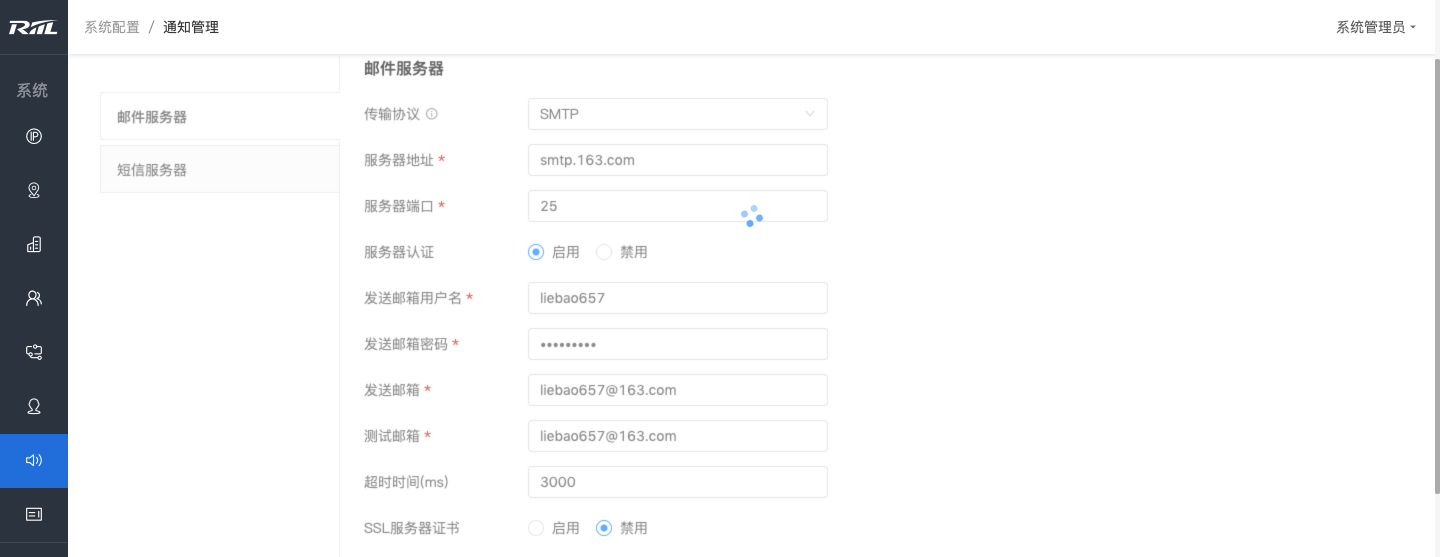 RIIL
系统配置 / 通知管理
系统管理员
系统
邮件服务器
短信服务器
邮件服务器
传输协议 SMTP
服务器地址 * smtp.163.com
服务器端口 * 25
服务器认证 启用 禁用
发送邮箱用户名 * liebao657
发送邮箱密码 * •••••••••
发送邮箱 * liebao657@163.com
测试邮箱 * liebao657@163.com
超时时间(ms) 3000
SSL服务器证书 启用 禁用